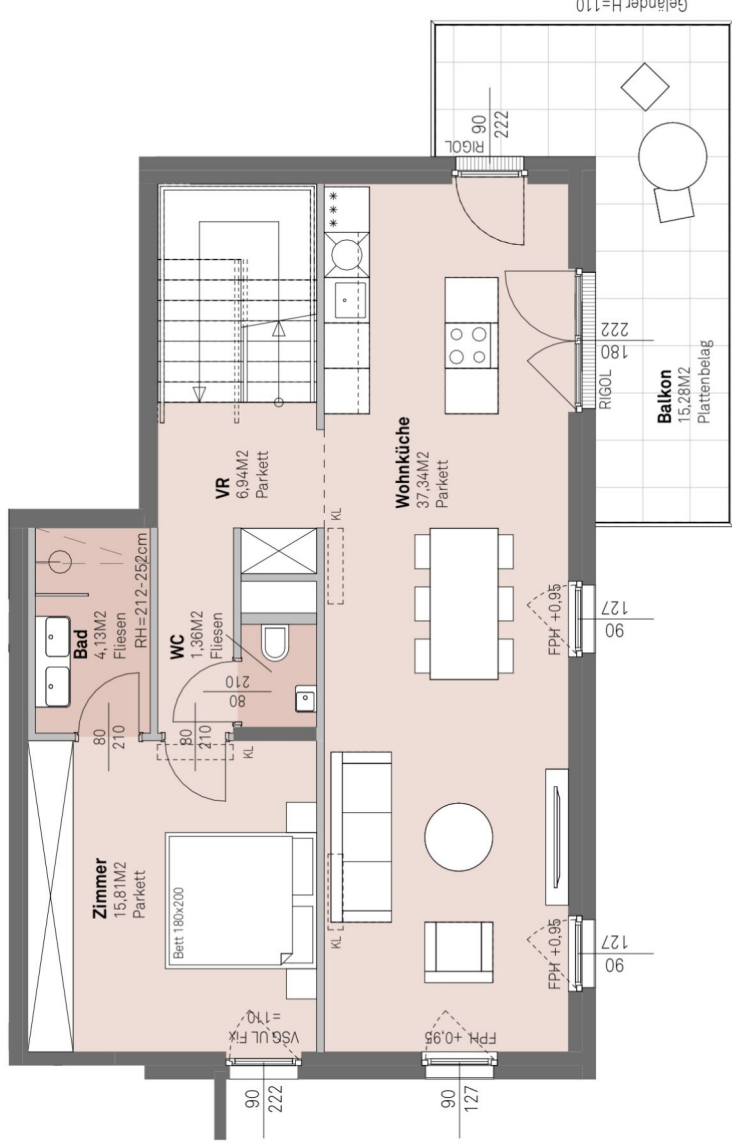 Geländer H=110
90
222
RIGOL
222
180
RIGOL
Balkon
15,28M2
Plattenbelag
Wohnküche
37,34M2
Parkett
VR
6,94M2
Parkett
KL
Bad
4,13M2
Fliesen
RH=212-252cm
WC
1,36M2
Fliesen
80
210
80
210
80
210
KL
FPH +0,95
127
90
Zimmer
15,81M2
Parkett
Bett 180x200
KL
FPH +0,95
127
90
VSG UL Fix
=110
FPH +0,95
90
222
90
127